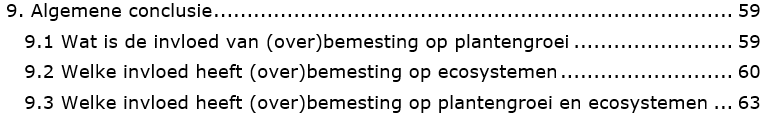 9. Algemene conclusie............................................................................... 59
9.1 Wat is de invloed van (over)bemesting op plantengroei ........................ 59
9.2 Welke invloed heeft (over)bemesting op ecosystemen.......................... 60
9.3 Welke invloed heeft (over)bemesting op plantengroei en ecosystemen ... 63